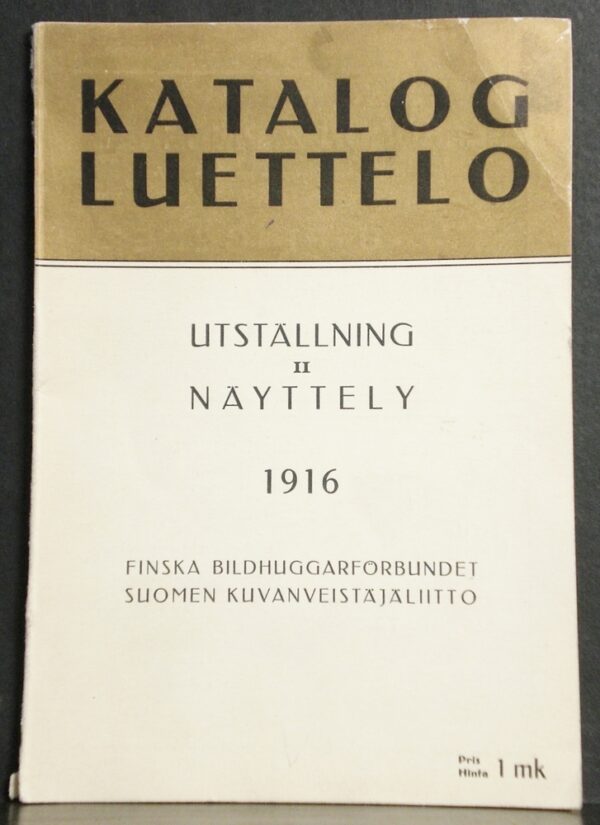 KATALOG
LUETTELO
UTSTÄLLNING
II
NÄYTTELY
1916
FINSKA BILDHUGGARFÖRBUNDET
SUOMEN KUVANVEISTÄJÄLIITTO
Pris
Hinta 1 mk